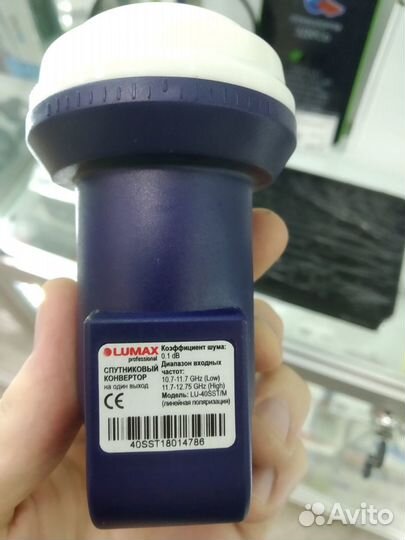 LUMAX
professional
СПУТНИКОВЫЙ
КОНВЕРТОР
на один выход
CE
Коэффициент шума:
0.1 dB
Диапазон входных
частот:
10.7-11.7 GHz (Low)
11.7-12.75 GHz (High)
Модель: LU-40SST/M
(линейная поляризация)
40SST18014786
Avito